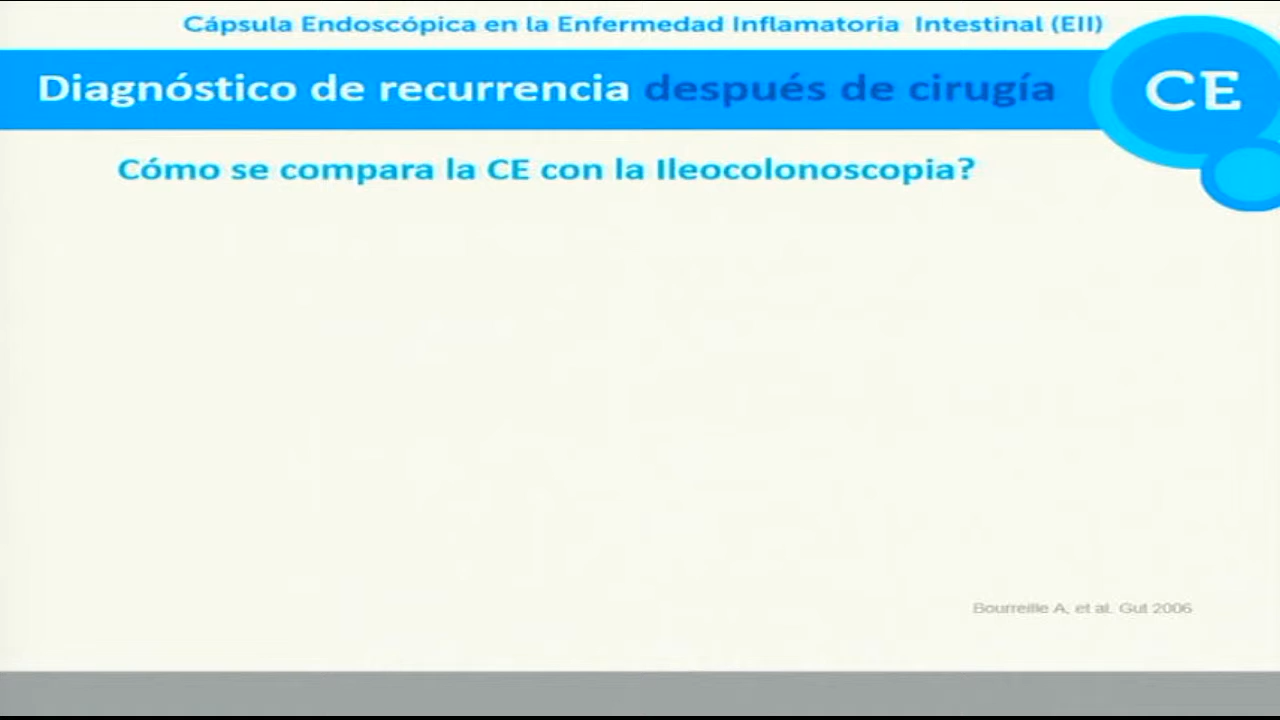 Cápsula Endoscópica en la Enfermedad Inflamatoria Intestinal (EII)
Diagnóstico de recurrencia después de cirugía
CE
Cómo se compara la CE con la Ileocolonoscopia?
Bourreille A, et al. Gut 2006